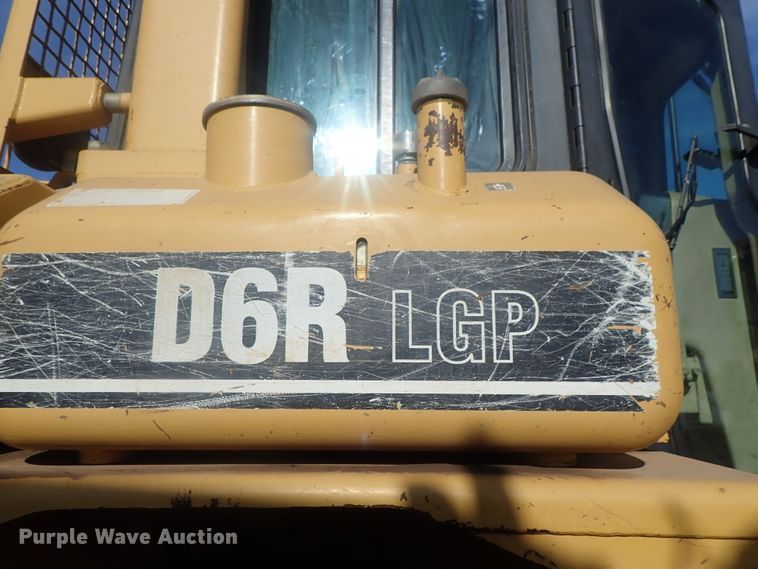 D6R LGP
Purple Wave Auction